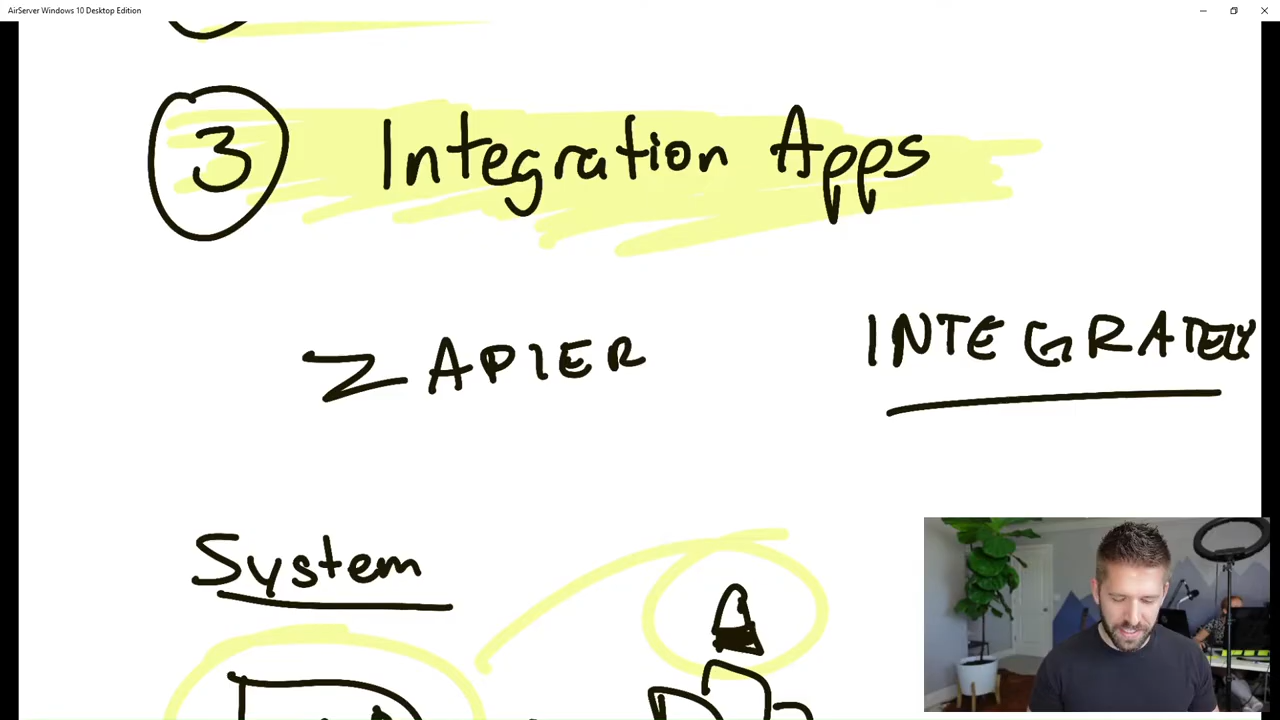 AirServer Windows 10 Desktop Edition
3 Integration Apps
ZAPIER INTEGRATELY
System